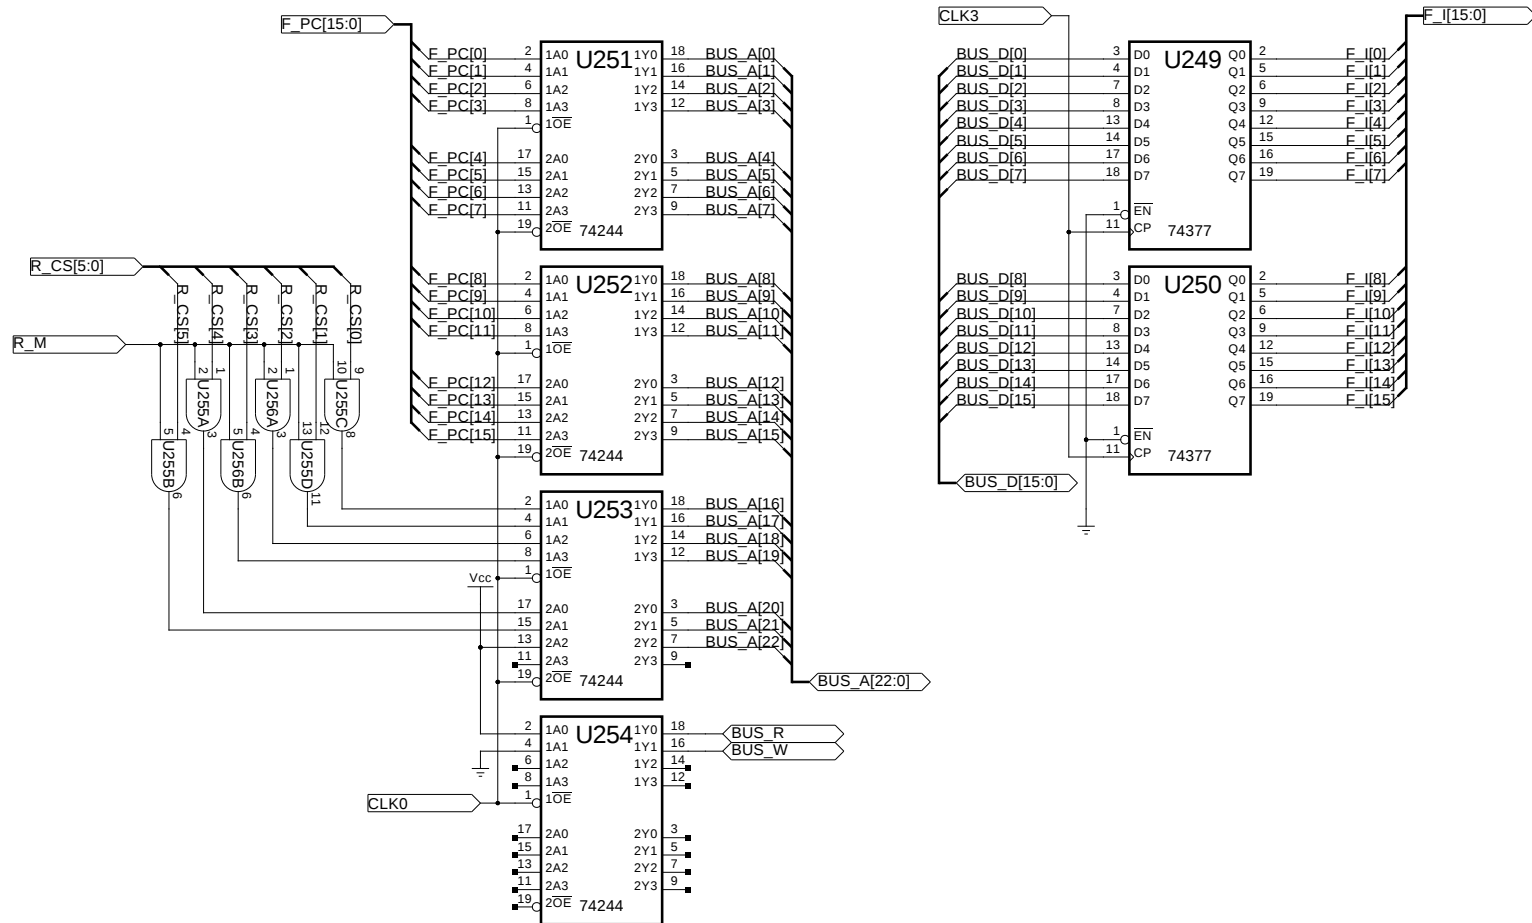 F_PC[15:0]
F_PC[0] 2 1A0 U251 1Y0 18 BUS_A[0]
F_PC[1] 4 1A1 1Y1 16 BUS_A[1]
F_PC[2] 6 1A2 1Y2 14 BUS_A[2]
F_PC[3] 8 1A3 1Y3 12 BUS_A[3]
1 1OE
F_PC[4] 17 2A0 2Y0 3 BUS_A[4]
F_PC[5] 15 2A1 2Y1 5 BUS_A[5]
F_PC[6] 13 2A2 2Y2 7 BUS_A[6]
F_PC[7] 11 2A3 2Y3 9 BUS_A[7]
19 2OE 74244
R_CS[5:0]
R_CS[5]
R_CS[4]
R_CS[3]
R_CS[2]
R_CS[1]
R_CS[0]
R_M
2 1 U255A 3
2 1 U256A 3
10 9 U255C 8
5 4 U255B 6
5 4 U256B 6
13 12 U255D 11
F_PC[8] 2 1A0 U252 1Y0 18 BUS_A[8]
F_PC[9] 4 1A1 1Y1 16 BUS_A[9]
F_PC[10] 6 1A2 1Y2 14 BUS_A[10]
F_PC[11] 8 1A3 1Y3 12 BUS_A[11]
1 1OE
F_PC[12] 17 2A0 2Y0 3 BUS_A[12]
F_PC[13] 15 2A1 2Y1 5 BUS_A[13]
F_PC[14] 13 2A2 2Y2 7 BUS_A[14]
F_PC[15] 11 2A3 2Y3 9 BUS_A[15]
19 2OE 74244
2 1A0 U253 1Y0 18 BUS_A[16]
4 1A1 1Y1 16 BUS_A[17]
6 1A2 1Y2 14 BUS_A[18]
8 1A3 1Y3 12 BUS_A[19]
Vcc 1 1OE
17 2A0 2Y0 3 BUS_A[20]
15 2A1 2Y1 5 BUS_A[21]
13 2A2 2Y2 7 BUS_A[22]
11 2A3 2Y3 9
19 2OE 74244 BUS_A[22:0]
2 1A0 U254 1Y0 18 BUS_R
4 1A1 1Y1 16 BUS_W
6 1A2 1Y2 14
8 1A3 1Y3 12
CLK0 1 1OE
17 2A0 2Y0 3
15 2A1 2Y1 5
13 2A2 2Y2 7
11 2A3 2Y3 9
19 2OE 74244
CLK3 F_I[15:0]
BUS_D[0] 3 D0 U249 Q0 2 F_I[0]
BUS_D[1] 4 D1 Q1 5 F_I[1]
BUS_D[2] 7 D2 Q2 6 F_I[2]
BUS_D[3] 8 D3 Q3 9 F_I[3]
BUS_D[4] 13 D4 Q4 12 F_I[4]
BUS_D[5] 14 D5 Q5 15 F_I[5]
BUS_D[6] 17 D6 Q6 16 F_I[6]
BUS_D[7] 18 D7 Q7 19 F_I[7]
1 EN
11 CP 74377
BUS_D[8] 3 D0 U250 Q0 2 F_I[8]
BUS_D[9] 4 D1 Q1 5 F_I[9]
BUS_D[10] 7 D2 Q2 6 F_I[10]
BUS_D[11] 8 D3 Q3 9 F_I[11]
BUS_D[12] 13 D4 Q4 12 F_I[12]
BUS_D[13] 14 D5 Q5 15 F_I[13]
BUS_D[14] 17 D6 Q6 16 F_I[14]
BUS_D[15] 18 D7 Q7 19 F_I[15]
1 EN
11 CP 74377
BUS_D[15:0]